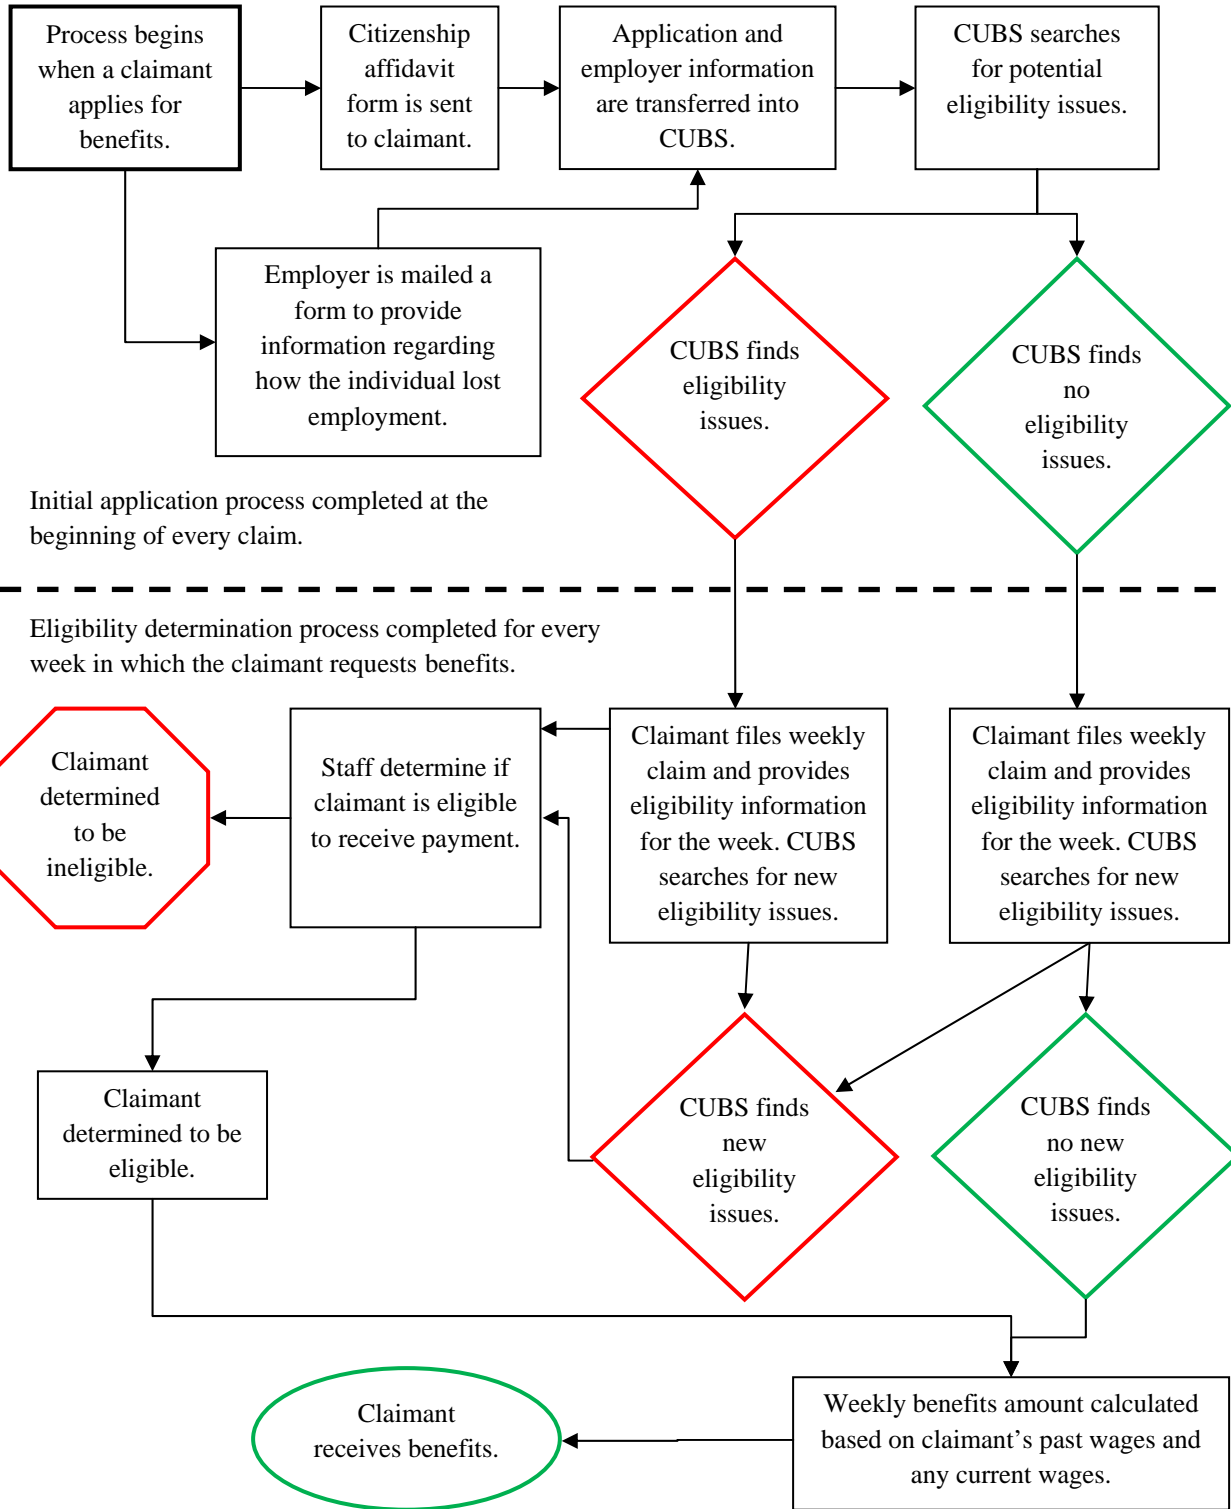 Process begins
when a claimant
applies for
benefits.
Citizenship
affidavit
form is sent
to claimant.
Application and
employer information
are transferred into
CUBS.
CUBS searches
for potential
eligibility issues.
Employer is mailed a
form to provide
information regarding
how the individual lost
employment.
CUBS finds
eligibility
issues.
CUBS finds
no
eligibility
issues.
Initial application process completed at the
beginning of every claim.
Eligibility determination process completed for every
week in which the claimant requests benefits.
Claimant
determined
to be
ineligible.
Staff determine if
claimant is eligible
to receive payment.
Claimant files weekly
claim and provides
eligibility information
for the week. CUBS
searches for new
eligibility issues.
Claimant files weekly
claim and provides
eligibility information
for the week. CUBS
searches for new
eligibility issues.
Claimant
determined to be
eligible.
CUBS finds
new
eligibility
issues.
CUBS finds
no new
eligibility
issues.
Claimant
receives benefits.
Weekly benefits amount calculated
based on claimant’s past wages and
any current wages.